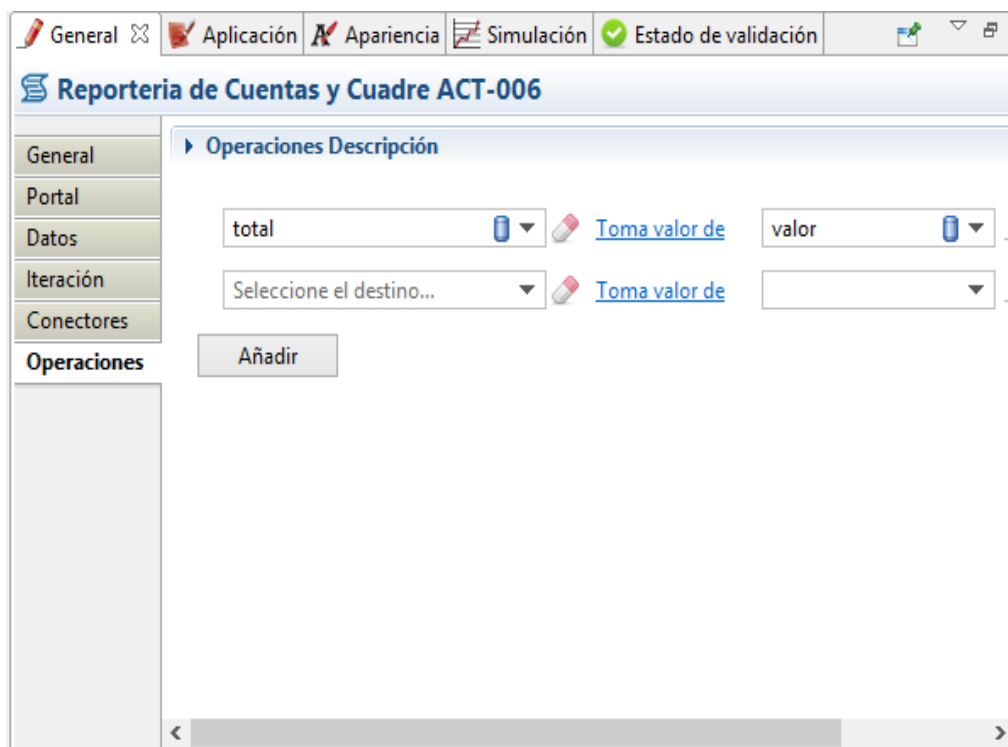 General Aplicación Apariencia Simulación Estado de validación
Reporteria de Cuentas y Cuadre ACT-006
General
Portal
Datos
Iteración
Conectores
Operaciones
Operaciones Descripción
total Toma valor de valor
Seleccione el destino... Toma valor de
Añadir